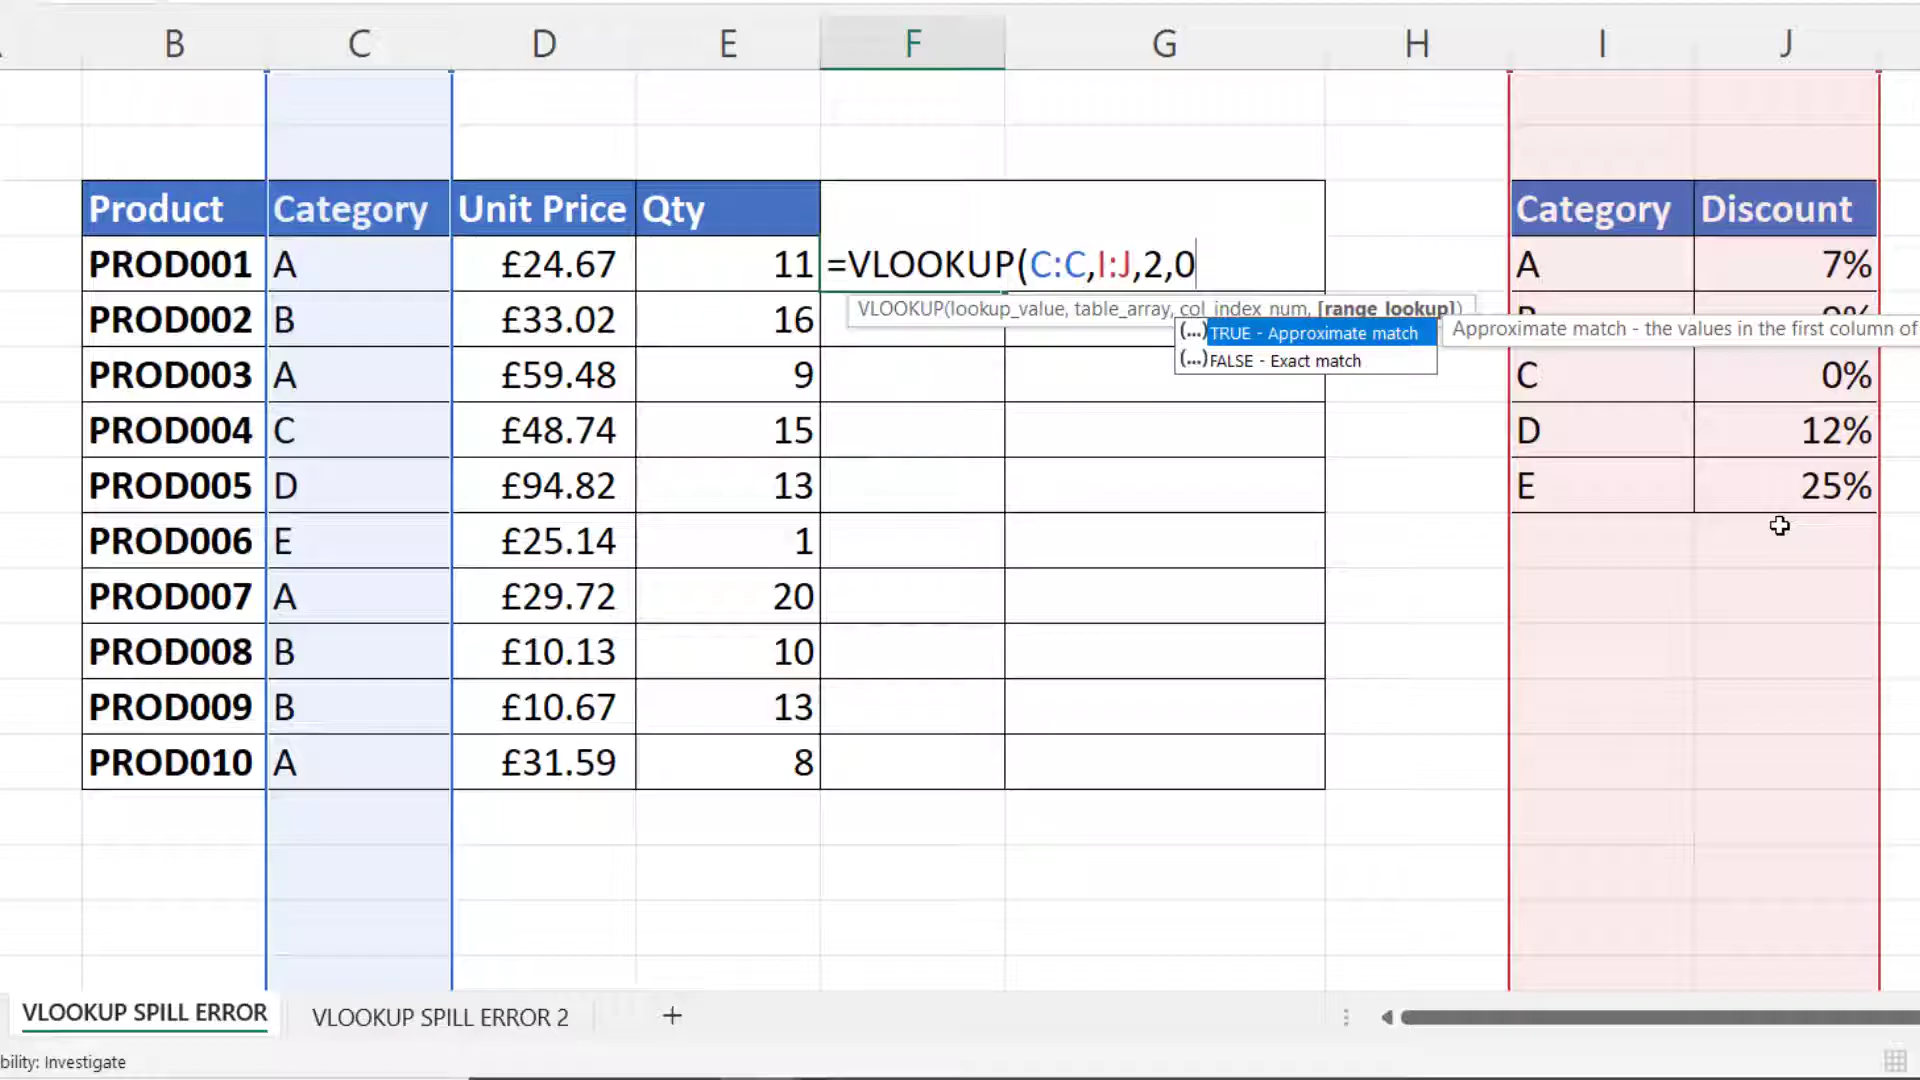 B C D E F G H I J
Product Category Unit Price Qty Category Discount
PROD001 A £24.67 11 =VLOOKUP(C:C,I:J,2,0 A 7%
VLOOKUP(lookup_value, table_array, col_index_num, [range_lookup])
PROD002 B £33.02 16
(...) TRUE - Approximate match Approximate match - the values in the first column of
(...) FALSE - Exact match
PROD003 A £59.48 9 C 0%
PROD004 C £48.74 15 D 12%
PROD005 D £94.82 13 E 25%
PROD006 E £25.14 1
PROD007 A £29.72 20
PROD008 B £10.13 10
PROD009 B £10.67 13
PROD010 A £31.59 8
VLOOKUP SPILL ERROR VLOOKUP SPILL ERROR 2 +
bility: Investigate